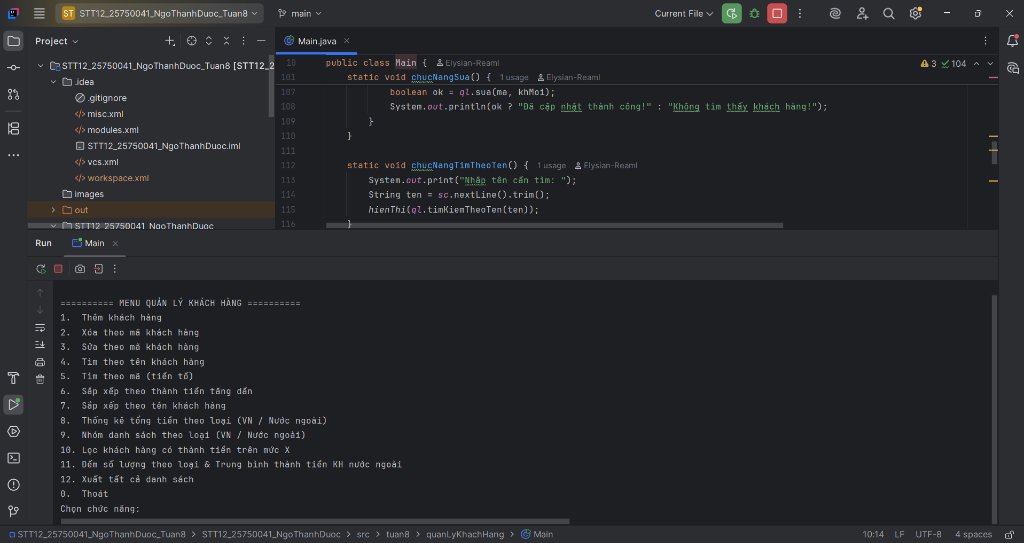 ST STT12_25750041_NgoThanhDuoc_Tuan8 main Current File
Project
Main.java
STT12_25750041_NgoThanhDuoc_Tuan8 [STT12_2
.idea
.gitignore
misc.xml
modules.xml
STT12_25750041_NgoThanhDuoc.iml
vcs.xml
workspace.xml
images
out
STT12_25750041_NgoThanhDuoc
10 public class Main { Elysian-Reaml
3 104
101 static void chucNangSua() { 1 usage Elysian-Reaml
107 boolean ok = ql.sua(ma, khMoi);
108 System.out.println(ok ? "Đã cập nhật thành công!" : "Không tìm thấy khách hàng!");
109 }
110 }
111
112 static void chucNangTimTheoTen() { 1 usage Elysian-Reaml
113 System.out.print("Nhập tên cần tìm: ");
114 String ten = sc.nextLine().trim();
115 hienThi(ql.timKiemTheoTen(ten));
116 }
Run Main
========== MENU QUẢN LÝ KHÁCH HÀNG ==========
1. Thêm khách hàng
2. Xóa theo mã khách hàng
3. Sửa theo mã khách hàng
4. Tìm theo tên khách hàng
5. Tìm theo mã (tiền tố)
6. Sắp xếp theo thành tiền tăng dần
7. Sắp xếp theo tên khách hàng
8. Thống kê tổng tiền theo loại (VN / Nước ngoài)
9. Nhóm danh sách theo loại (VN / Nước ngoài)
10. Lọc khách hàng có thành tiền trên mức X
11. Đếm số lượng theo loại & Trung bình thành tiền KH nước ngoài
12. Xuất tất cả danh sách
0. Thoát
Chọn chức năng:
STT12_25750041_NgoThanhDuoc_Tuan8 > STT12_25750041_NgoThanhDuoc > src > tuan8 > quanLyKhachHang > Main 10:14 LF UTF-8 4 spaces